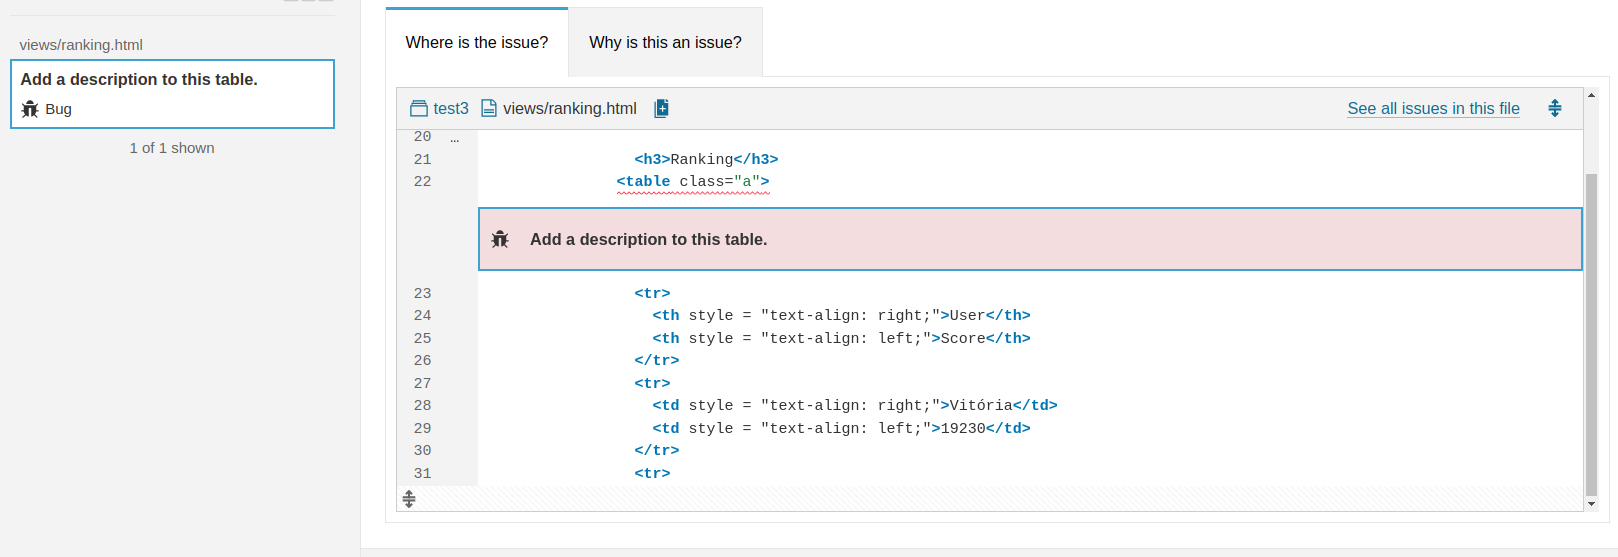 views/ranking.html
Add a description to this table.
Bug
1 of 1 shown
Where is the issue? Why is this an issue?
test3 views/ranking.html See all issues in this file
20 …
21 <h3>Ranking</h3>
22 <table class="a">
Add a description to this table.
23 <tr>
24 <th style = "text-align: right;">User</th>
25 <th style = "text-align: left;">Score</th>
26 </tr>
27 <tr>
28 <td style = "text-align: right;">Vitória</td>
29 <td style = "text-align: left;">19230</td>
30 </tr>
31 <tr>